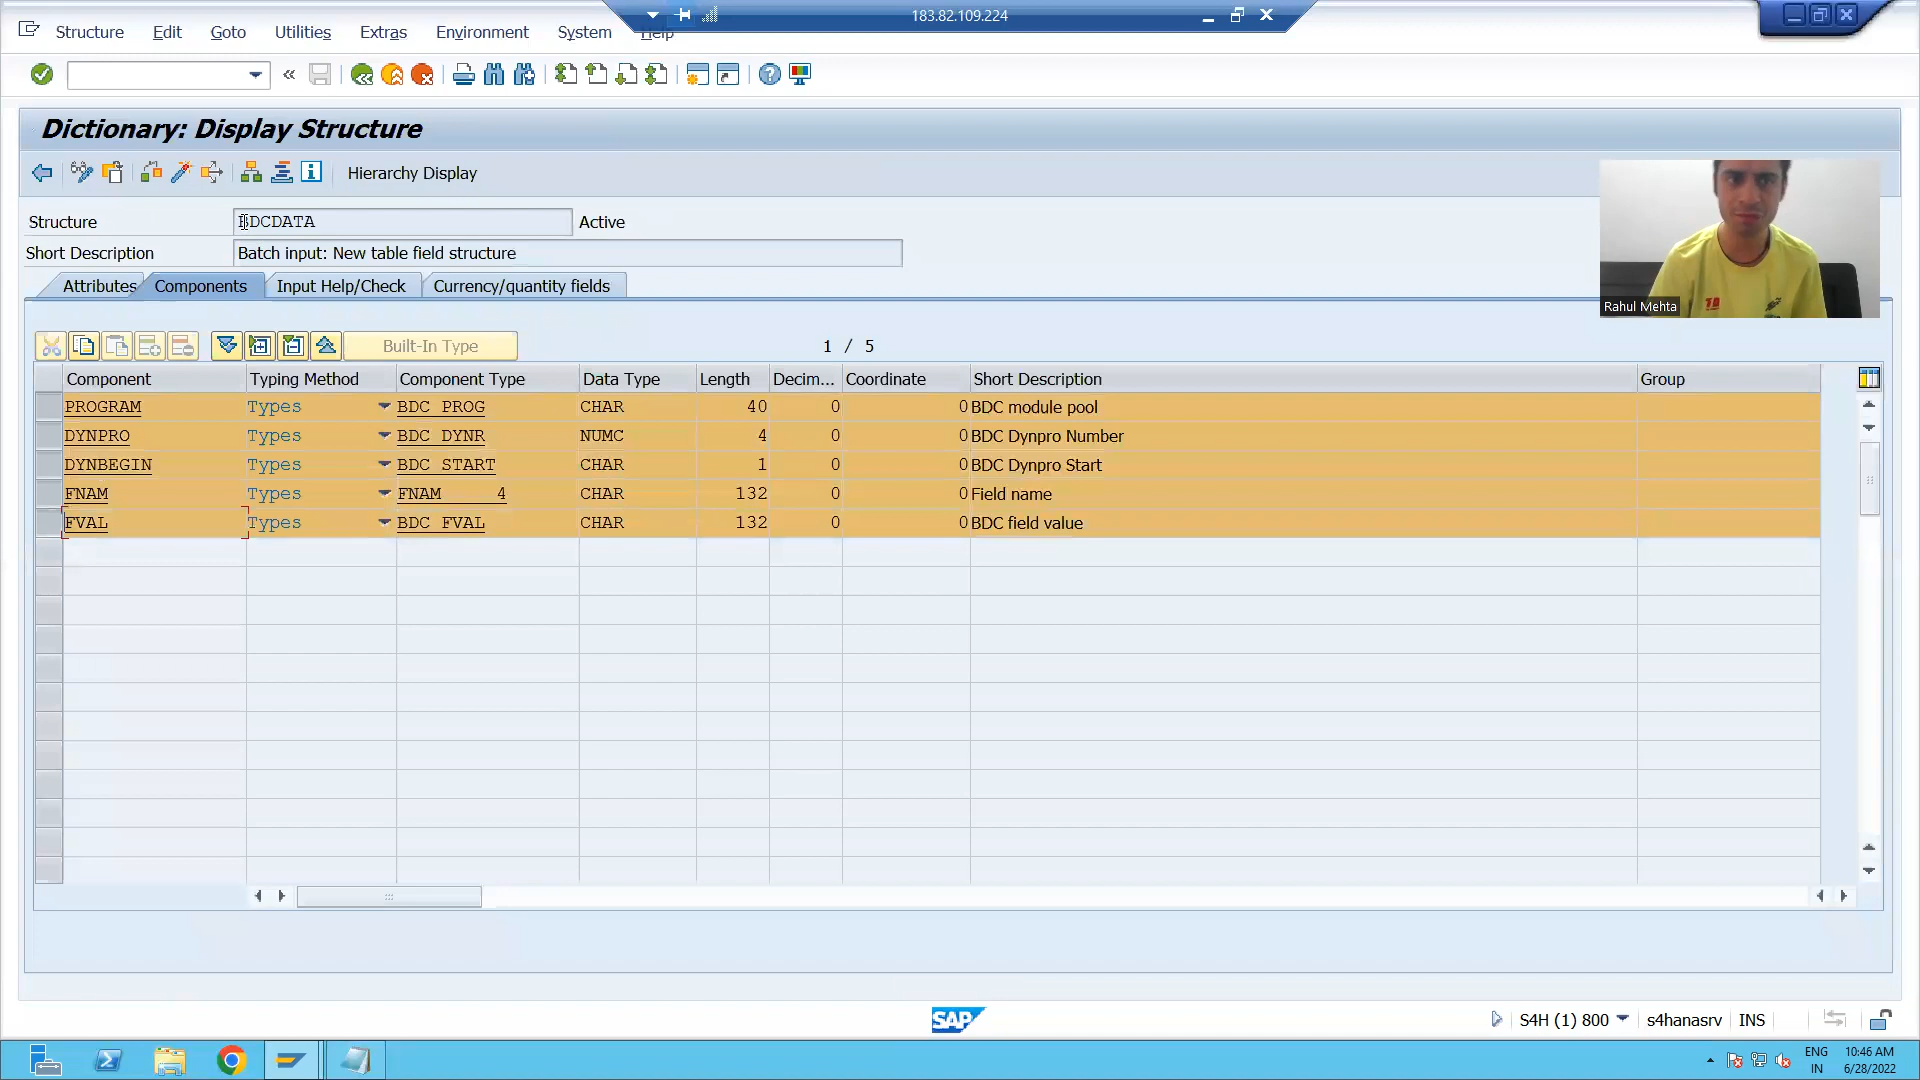 183.82.109.224
Structure Edit Goto Utilities Extras Environment System Help
Dictionary: Display Structure
Hierarchy Display
Structure BDCDATA Active
Short Description Batch input: New table field structure
Rahul Mehta
Attributes Components Input Help/Check Currency/quantity fields
Built-In Type 1 / 5
Component Typing Method Component Type Data Type Length Decim... Coordinate Short Description Group
PROGRAM Types BDC_PROG CHAR 40 0 0 BDC module pool
DYNPRO Types BDC_DYNR NUMC 4 0 0 BDC Dynpro Number
DYNBEGIN Types BDC_START CHAR 1 0 0 BDC Dynpro Start
FNAM Types FNAM_____4 CHAR 132 0 0 Field name
FVAL Types BDC_FVAL CHAR 132 0 0 BDC field value
SAP
S4H (1) 800 s4hanasrv INS
ENG 10:46 AM
IN 6/28/2022